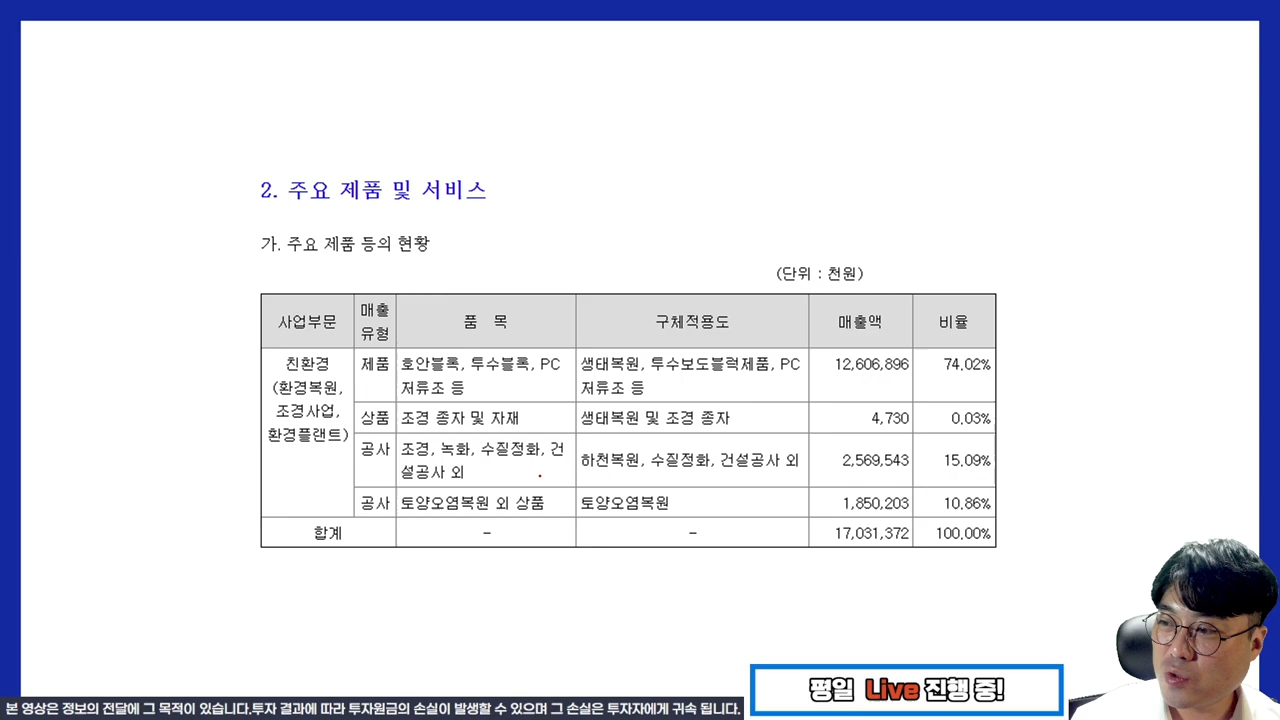 2. 주요 제품 및 서비스
가. 주요 제품 등의 현황
(단위 : 천원)
사업부문 매출 유형 품 목 구체적용도 매출액 비율
친환경 (환경복원, 조경사업, 환경플랜트) 제품 호안블록, 투수블록, PC 저류조 등 생태복원, 투수보도블럭제품, PC 저류조 등 12,606,896 74.02%
상품 조경 종자 및 자재 생태복원 및 조경 종자 4,730 0.03%
공사 조경, 녹화, 수질정화, 건설공사 외 하천복원, 수질정화, 건설공사 외 2,569,543 15.09%
공사 토양오염복원 외 상품 토양오염복원 1,850,203 10.86%
합계 - - 17,031,372 100.00%
평일 Live 진행 중!
본 영상은 정보의 전달에 그 목적이 있습니다.투자 결과에 따라 투자원금의 손실이 발생할 수 있으며 그 손실은 투자자에게 귀속 됩니다.